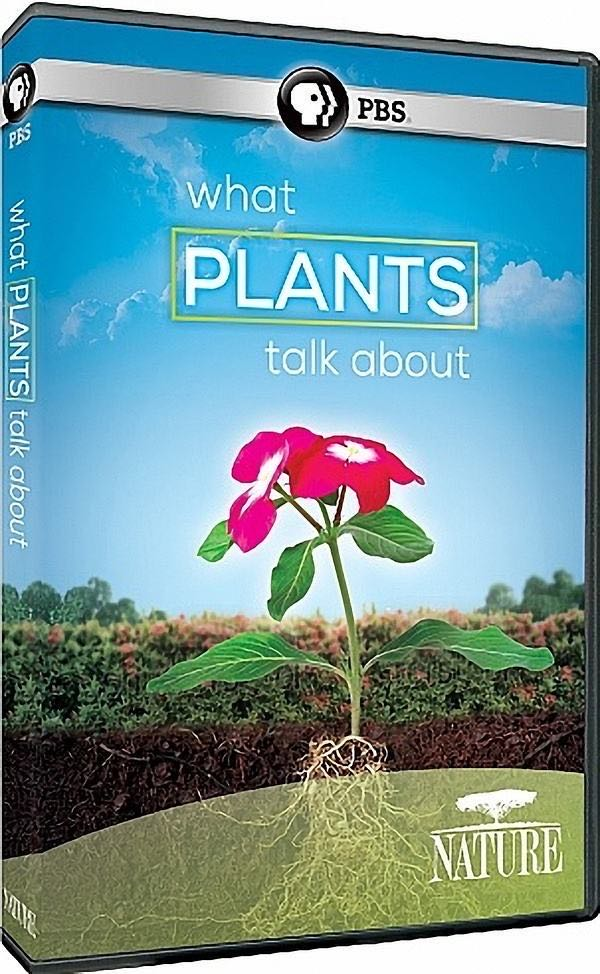 PBS
PBS
what
PLANTS
talk about
what PLANTS talk about
NATURE